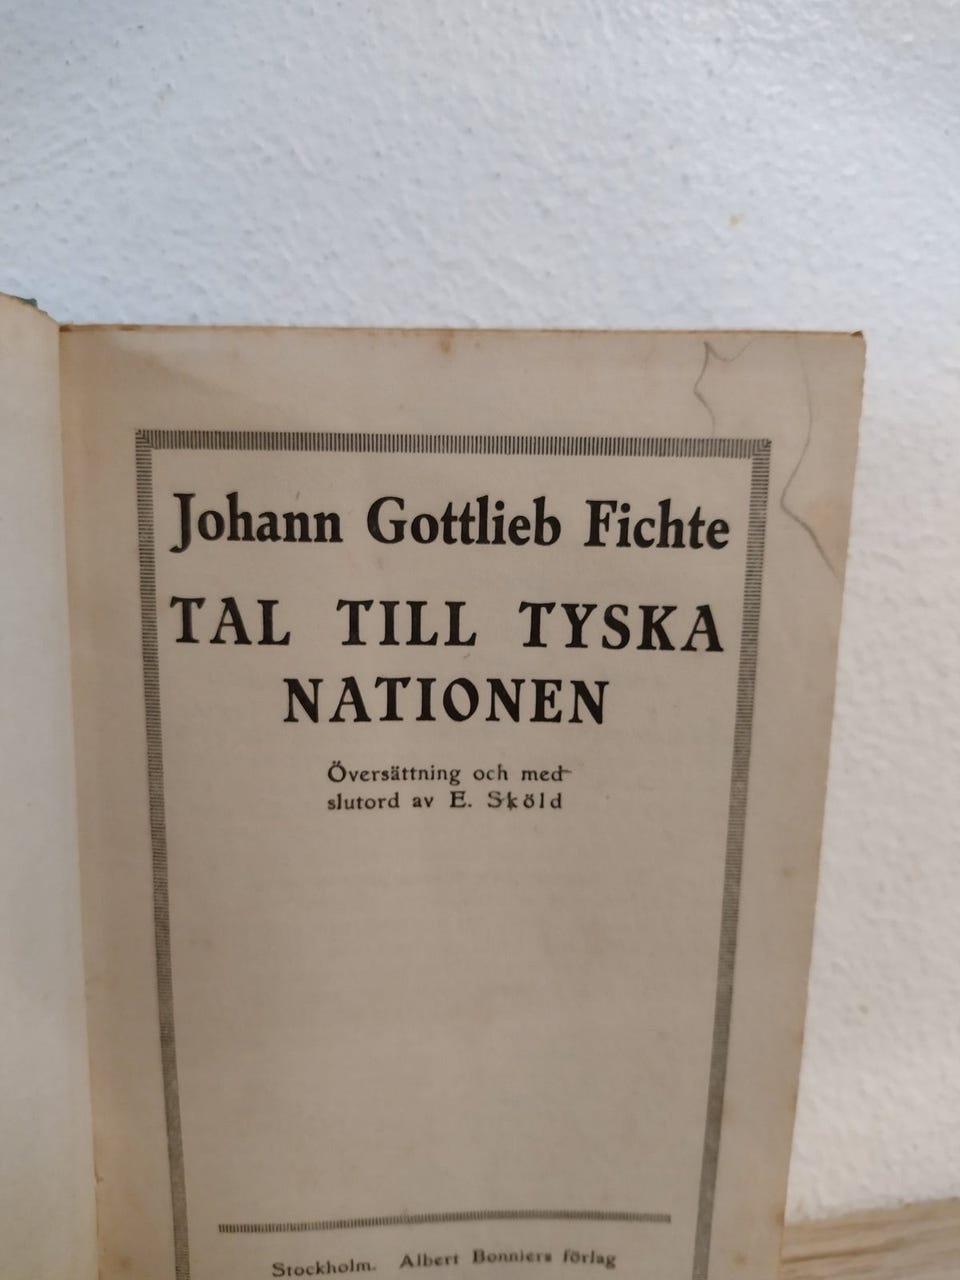 Johann Gottlieb Fichte
TAL TILL TYSKA
NATIONEN
Översättning och med
slutord av E. Sköld
Stockholm. Albert Bonniers förlag